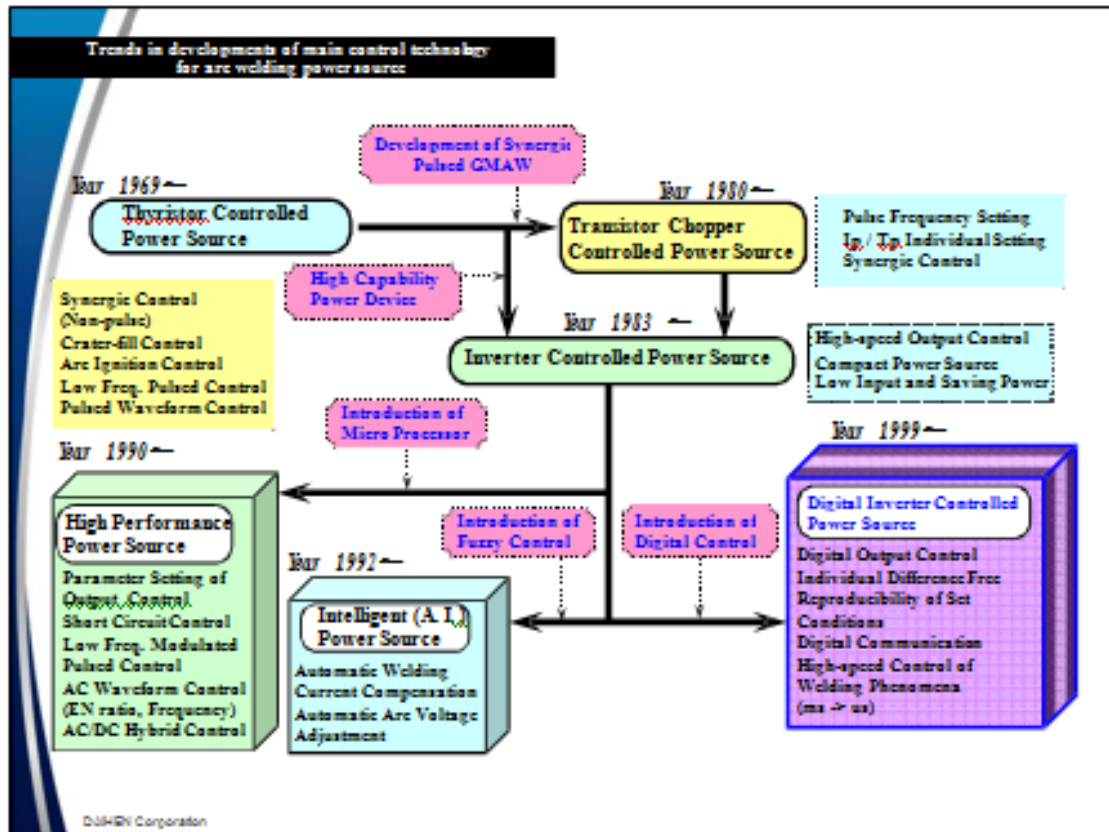 Trends in developments of main control technology
for arc welding power source
Development of Synergic
Pulsed GMAW
Year 1969~
Thyristor Controlled
Power Source
Year 1980~
Transistor Chopper
Controlled Power Source
Pulse Frequency Setting
Ip / Tp Individual Setting
Synergic Control
High Capability
Power Device
Synergic Control
(Non-pulse)
Crater-fill Control
Arc Ignition Control
Low Freq. Pulsed Control
Pulsed Waveform Control
Year 1983 ~
Inverter Controlled Power Source
High-speed Output Control
Compact Power Source
Low Input and Saving Power
Introduction of
Micro Processor
Year 1990~
High Performance
Power Source
Parameter Setting of
Output Control
Short Circuit Control
Low Freq. Modulated
Pulsed Control
AC Waveform Control
(EN ratio, Frequency)
AC/DC Hybrid Control
Introduction of
Fuzzy Control
Introduction of
Digital Control
Year 1992~
Intelligent (A. I.)
Power Source
Automatic Welding
Current Compensation
Automatic Arc Voltage
Adjustment
Year 1999~
Digital Inverter Controlled
Power Source
Digital Output Control
Individual Difference Free
Reproducibility of Set
Conditions
Digital Communication
High-speed Control of
Welding Phenomena
(ms -> us)
DAIHEN Corporation